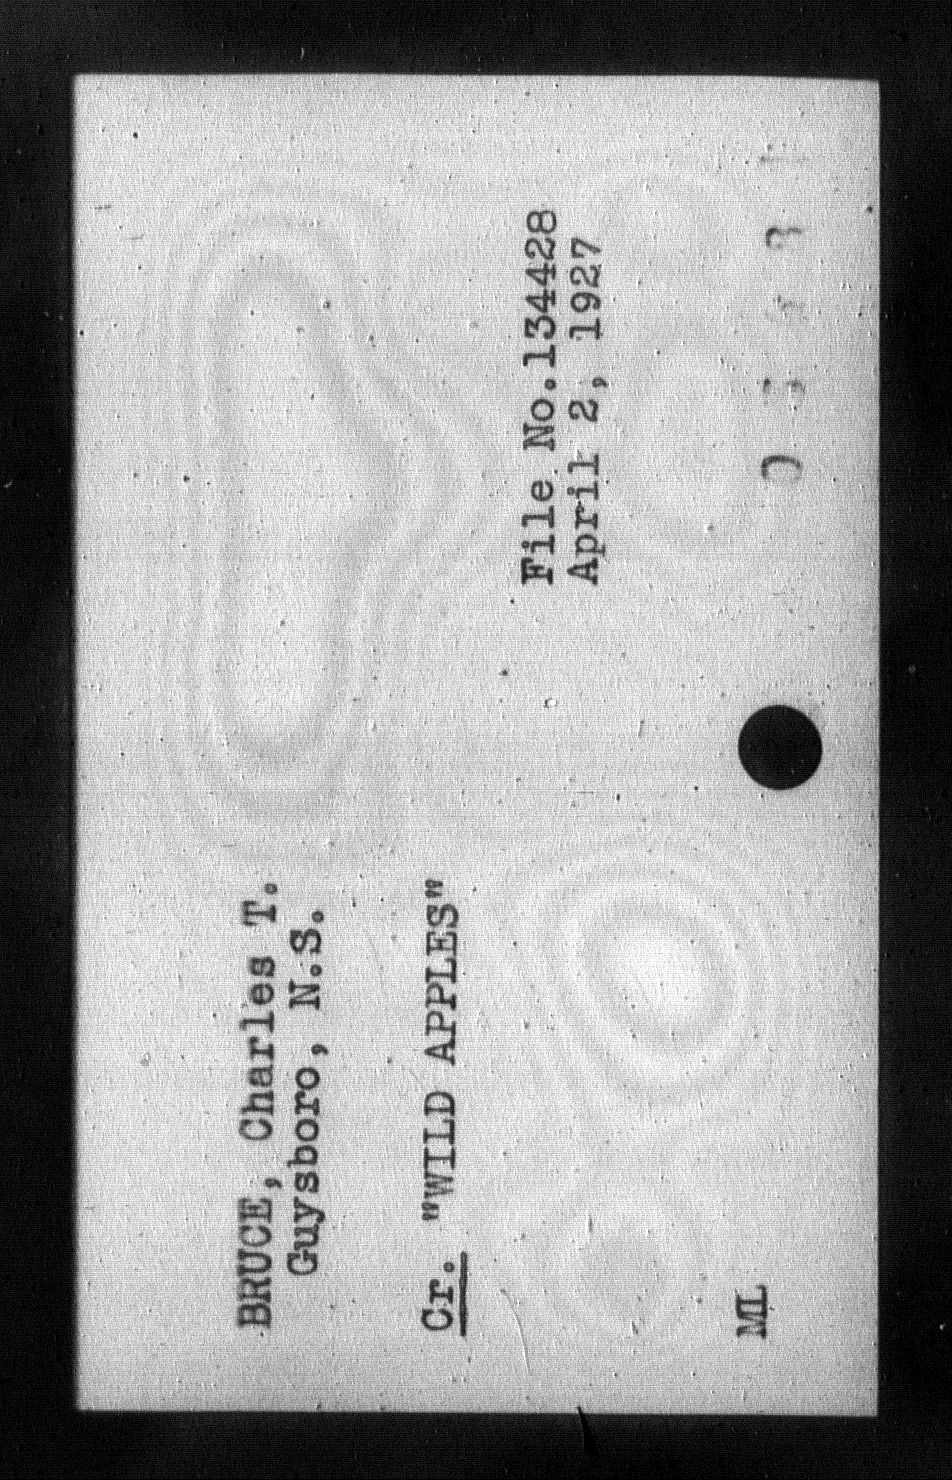 BRUCE, Charles T.
Guysboro, N.S.
Cr. "WILD APPLES"
File No.134428
April 2, 1927
ML